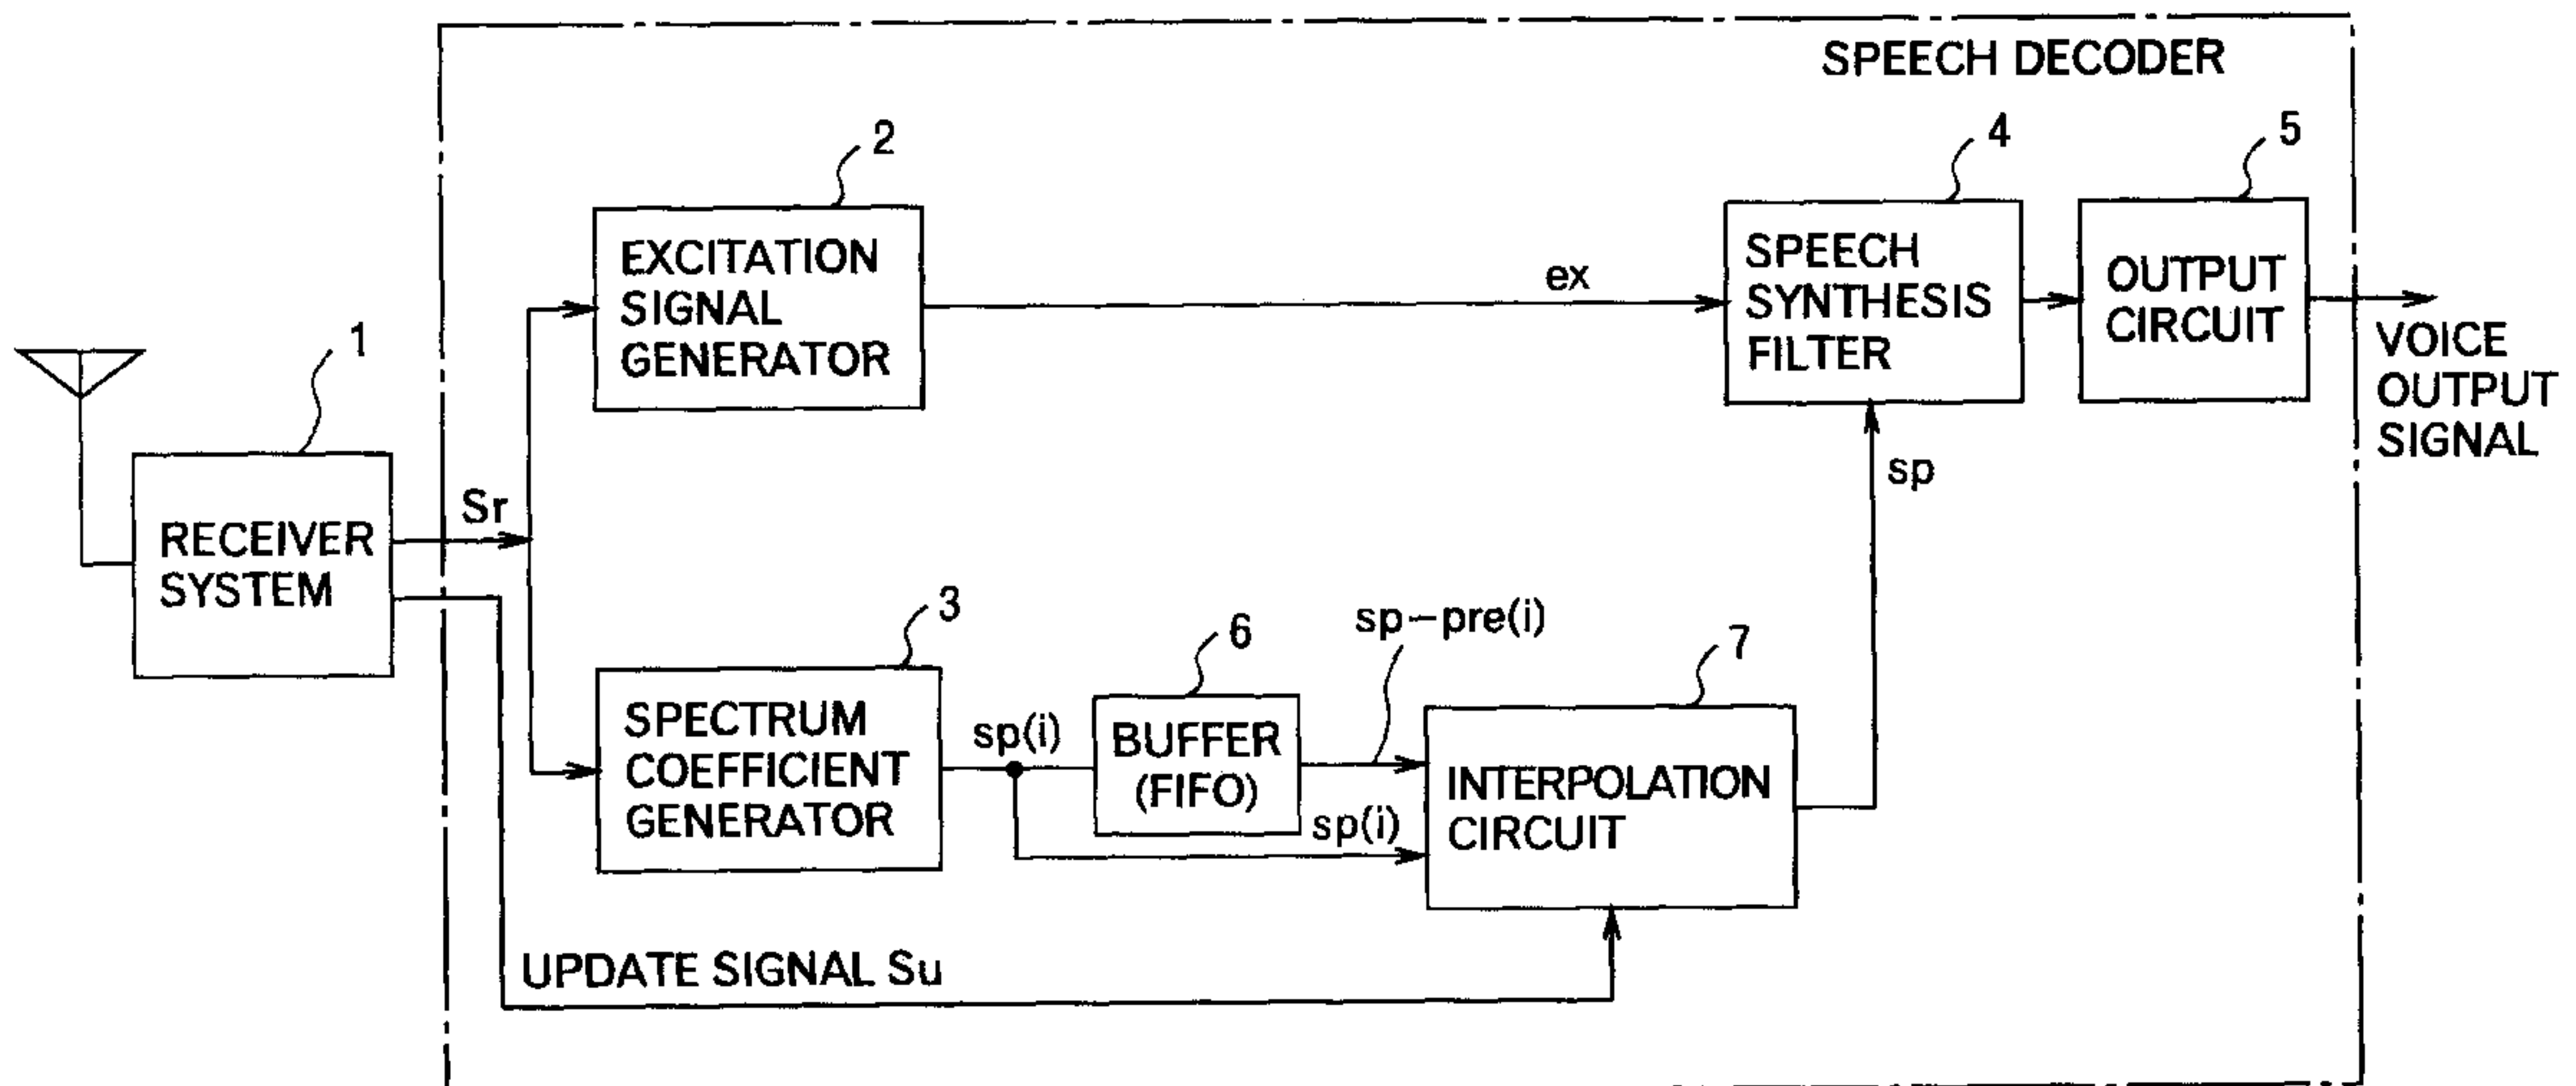 SPEECH DECODER
2
4
5
EXCITATION
SIGNAL
GENERATOR
ex
SPEECH
SYNTHESIS
FILTER
OUTPUT
CIRCUIT
VOICE
OUTPUT
SIGNAL
1
RECEIVER
SYSTEM
Sr
sp
3
SPECTRUM
COEFFICIENT
GENERATOR
sp(i)
6
BUFFER
(FIFO)
sp-pre(i)
sp(i)
7
INTERPOLATION
CIRCUIT
UPDATE SIGNAL Su